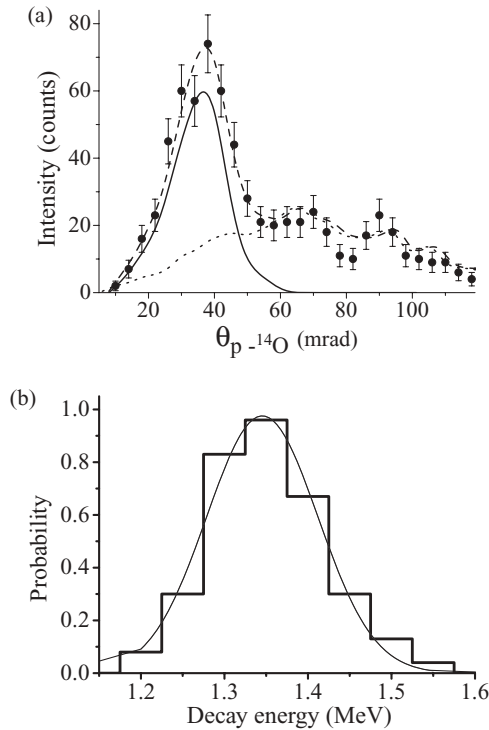 (a)
80
60
40
20
0
Intensity (counts)
20 40 60 80 100
θp -14O (mrad)
(b)
1.0
0.8
0.6
0.4
0.2
0.0
Probability
1.2 1.3 1.4 1.5 1.6
Decay energy (MeV)